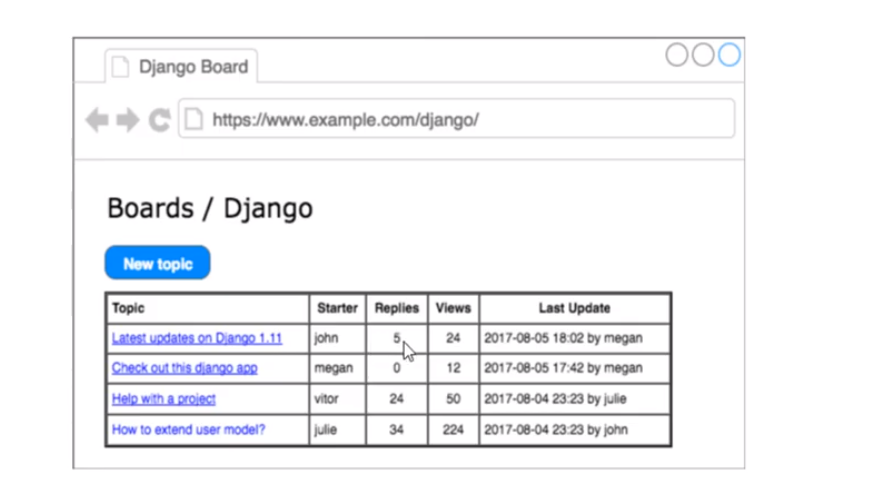 Django Board
https://www.example.com/django/
Boards / Django
New topic
Topic Starter Replies Views Last Update
Latest updates on Django 1.11 john 5 24 2017-08-05 18:02 by megan
Check out this django app megan 0 12 2017-08-05 17:42 by megan
Help with a project vitor 24 50 2017-08-04 23:23 by julie
How to extend user model? julie 34 224 2017-08-04 23:23 by john